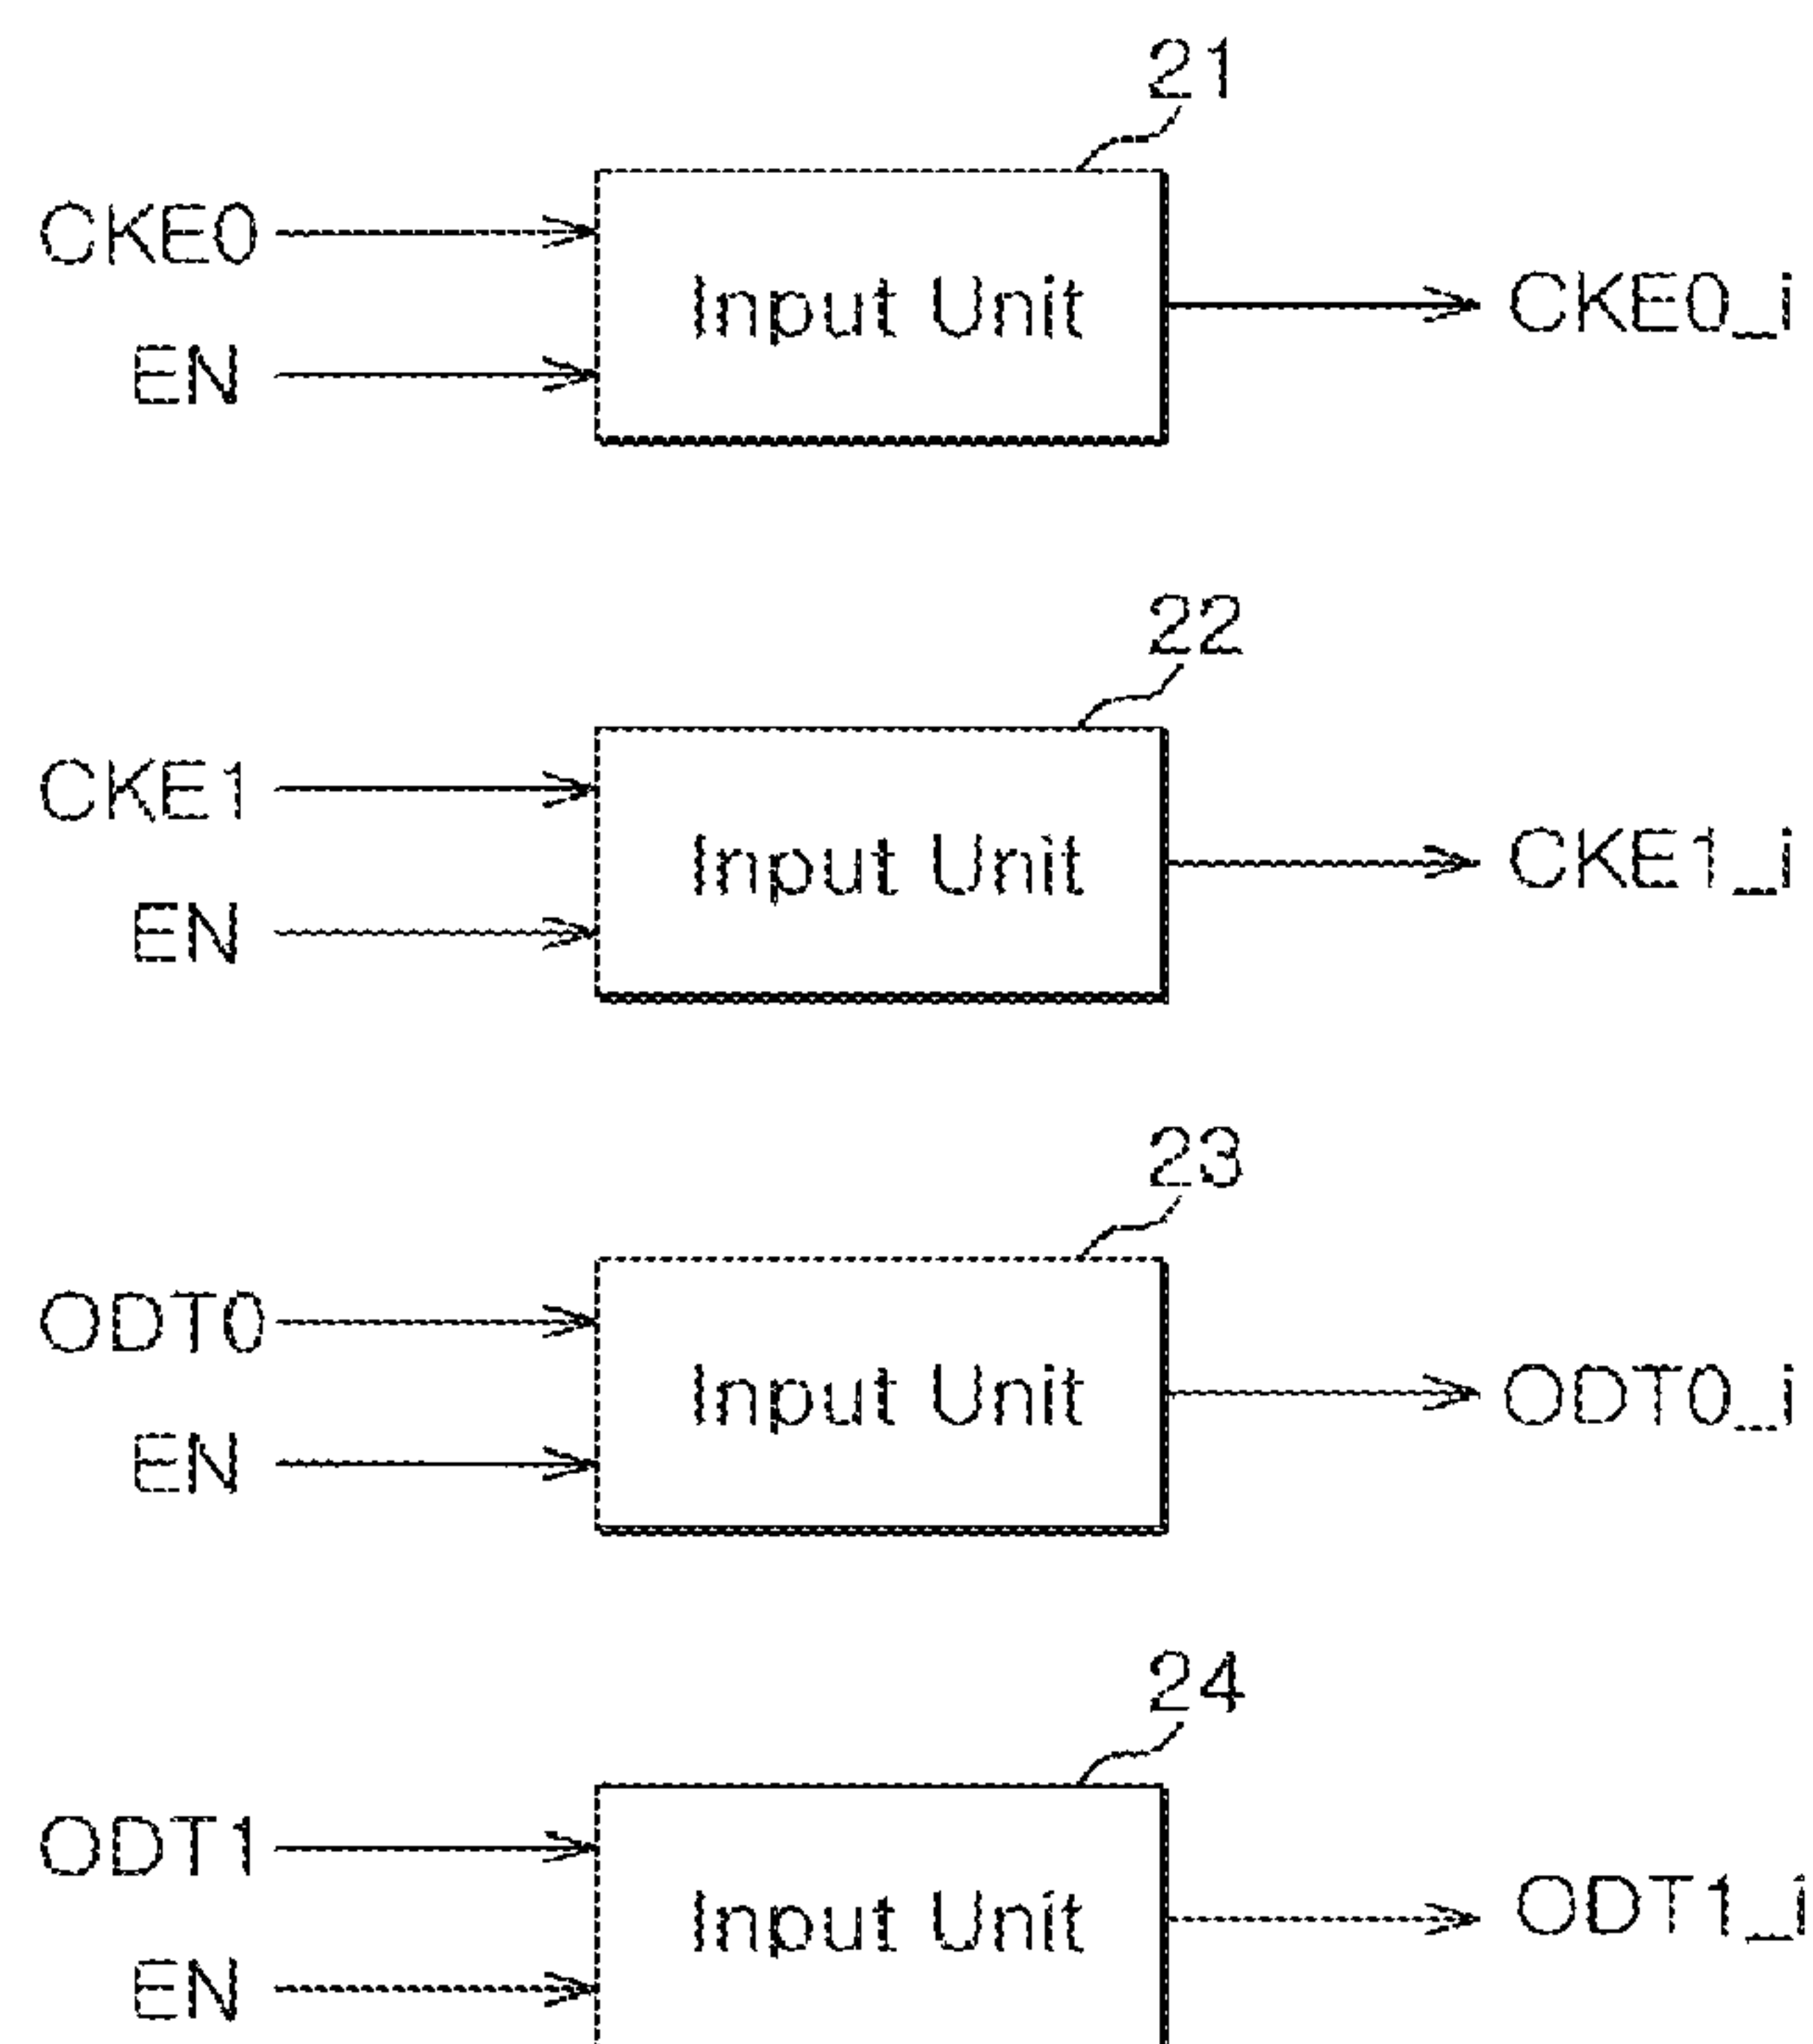 21
CKE0
Input Unit
CKE0_i
EN
22
CKE1
Input Unit
CKE1_i
EN
23
ODT0
Input Unit
ODT0_i
EN
24
ODT1
Input Unit
ODT1_i
EN